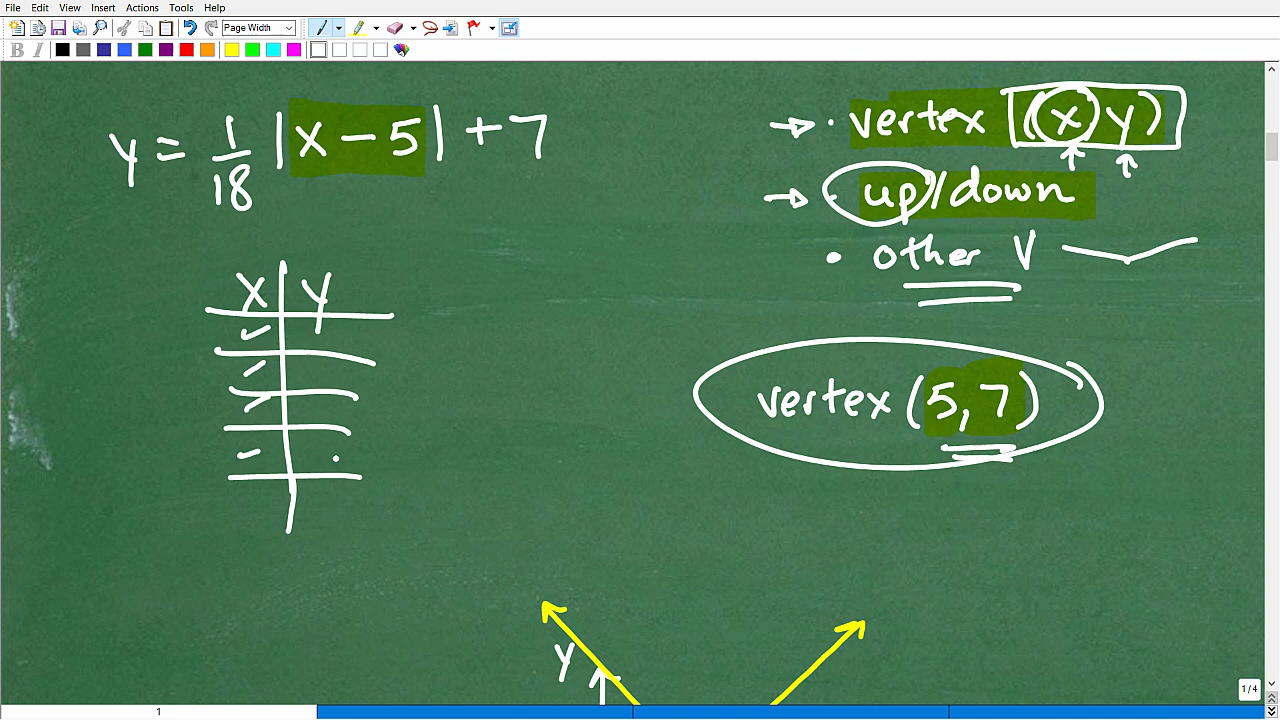 File Edit View Insert Actions Tools Help
Page Width
B I
y = 1/18 |x - 5| + 7
→ • vertex (x, y)
→ • up/down
• other V
X Y
vertex (5, 7)
y
1/4
1